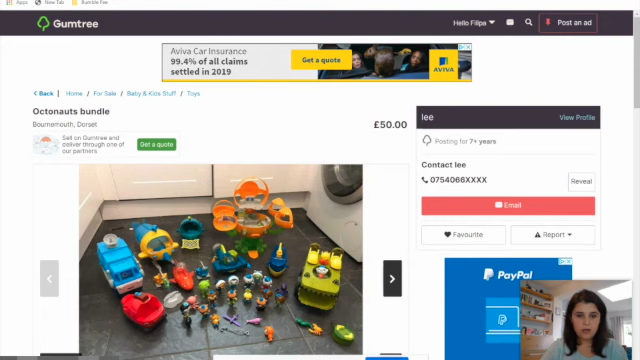 Apps New Tab Bumble Fee
Gumtree Hello Filipa Post an ad
Aviva Car Insurance
99.4% of all claims
settled in 2019
Get a quote
AVIVA
Back Home / For Sale / Baby & Kids Stuff / Toys
Octonauts bundle
Bournemouth, Dorset
£50.00
Sell on Gumtree and
deliver through one of
our partners
Get a quote
lee View Profile
Posting for 7+ years
Contact lee
0754066XXXX Reveal
Email
Favourite Report
PayPal